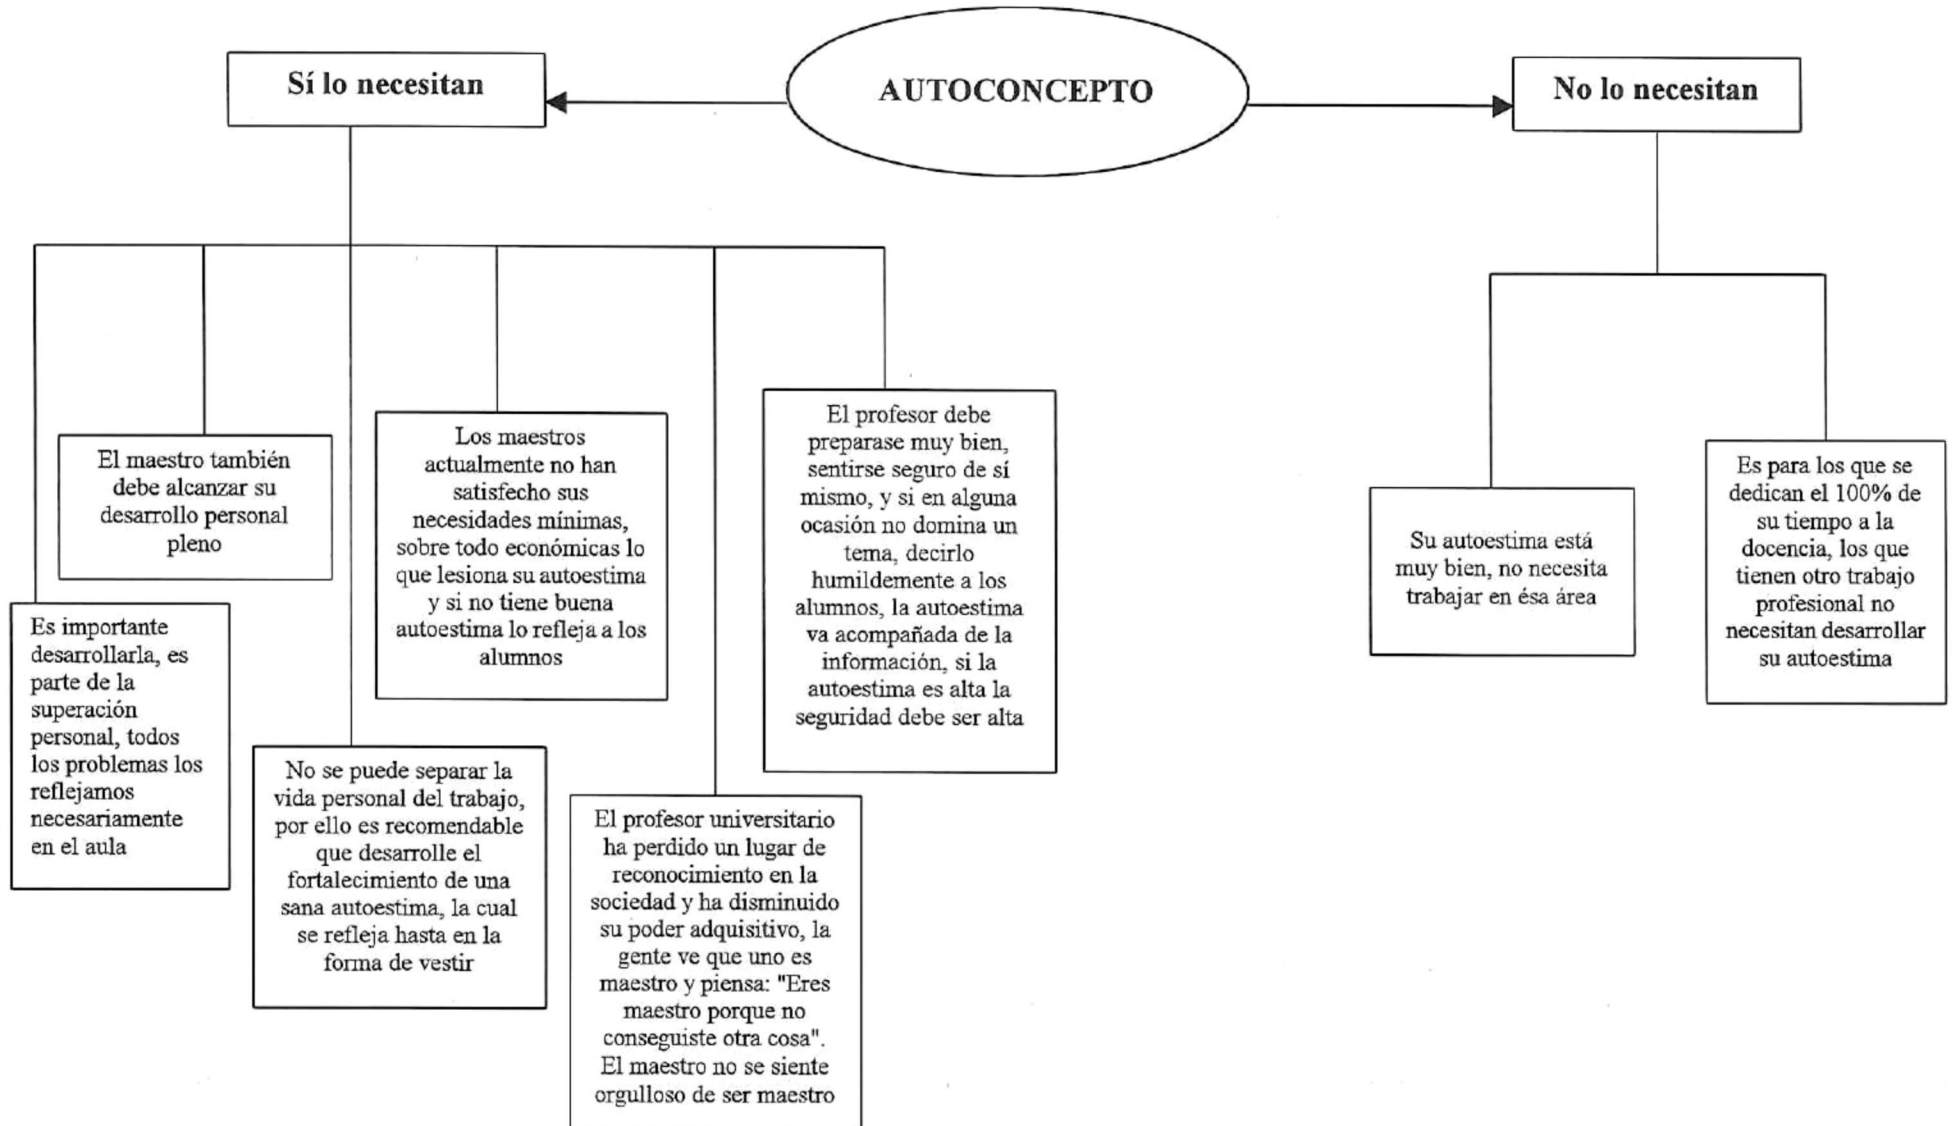 AUTOCONCEPTO
Sí lo necesitan
No lo necesitan
Es importante
desarrollarla, es
parte de la
superación
personal, todos
los problemas los
reflejamos
necesariamente
en el aula
El maestro también
debe alcanzar su
desarrollo personal
pleno
No se puede separar la
vida personal del trabajo,
por ello es recomendable
que desarrolle el
fortalecimiento de una
sana autoestima, la cual
se refleja hasta en la
forma de vestir
Los maestros
actualmente no han
satisfecho sus
necesidades mínimas,
sobre todo económicas lo
que lesiona su autoestima
y si no tiene buena
autoestima lo refleja a los
alumnos
El profesor universitario
ha perdido un lugar de
reconocimiento en la
sociedad y ha disminuido
su poder adquisitivo, la
gente ve que uno es
maestro y piensa: "Eres
maestro porque no
conseguiste otra cosa".
El maestro no se siente
orgulloso de ser maestro
El profesor debe
preparase muy bien,
sentirse seguro de sí
mismo, y si en alguna
ocasión no domina un
tema, decirlo
humildemente a los
alumnos, la autoestima
va acompañada de la
información, si la
autoestima es alta la
seguridad debe ser alta
Su autoestima está
muy bien, no necesita
trabajar en ésa área
Es para los que se
dedican el 100% de
su tiempo a la
docencia, los que
tienen otro trabajo
profesional no
necesitan desarrollar
su autoestima